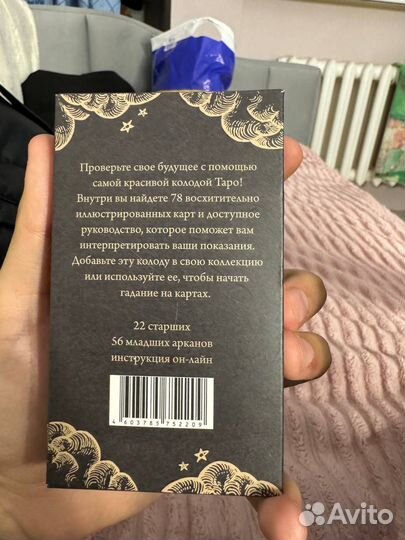 Проверьте свое будущее с помощью
самой красивой колодой Таро!
Внутри вы найдете 78 восхитительно
иллюстрированных карт и доступное
руководство, которое поможет вам
интерпретировать ваши показания.
Добавьте эту колоду в свою коллекцию
или используйте ее, чтобы начать
гадание на картах.
22 старших
56 младших арканов
инструкция он-лайн
4 603785 752209
Avito